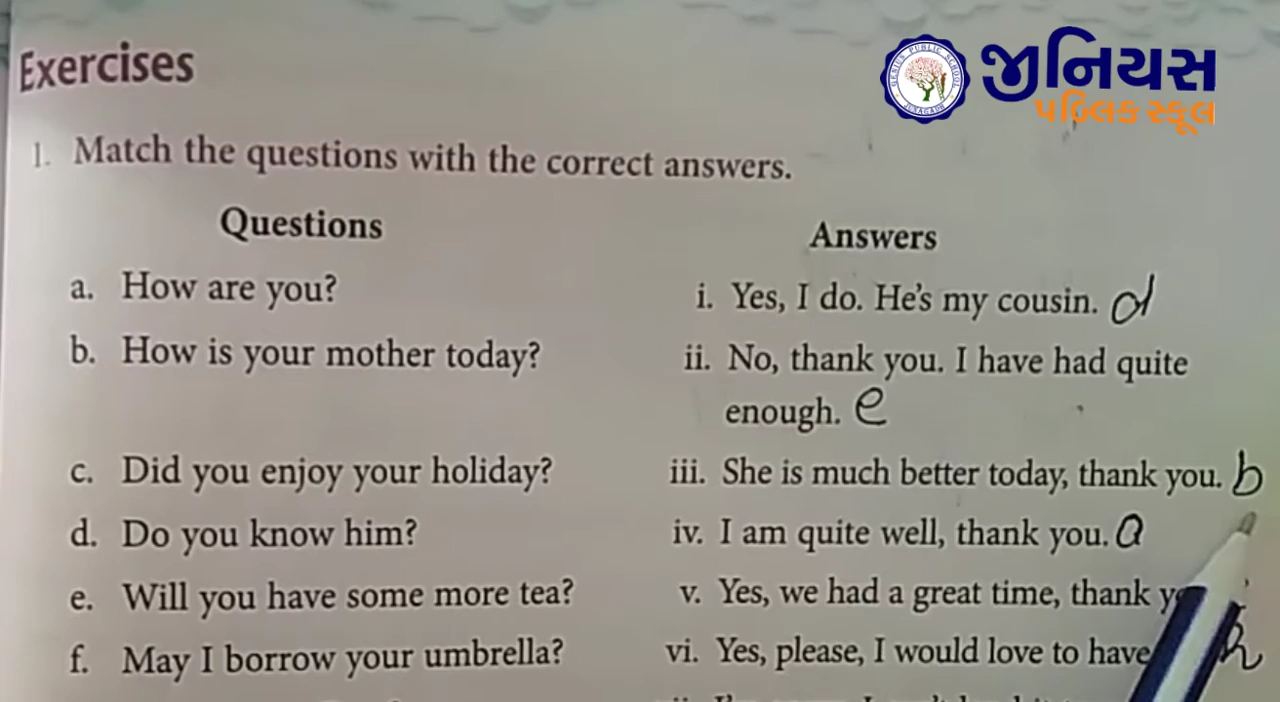 Exercises
GENIUS PUBLIC SCHOOL
JUNAGADH
જીનિયસ
પબ્લિક સ્કૂલ
1. Match the questions with the correct answers.
Questions
Answers
a. How are you?
i. Yes, I do. He's my cousin. d
b. How is your mother today?
ii. No, thank you. I have had quite
enough. e
c. Did you enjoy your holiday?
iii. She is much better today, thank you. b
d. Do you know him?
iv. I am quite well, thank you. a
e. Will you have some more tea?
v. Yes, we had a great time, thank
f. May I borrow your umbrella?
vi. Yes, please, I would love to have h